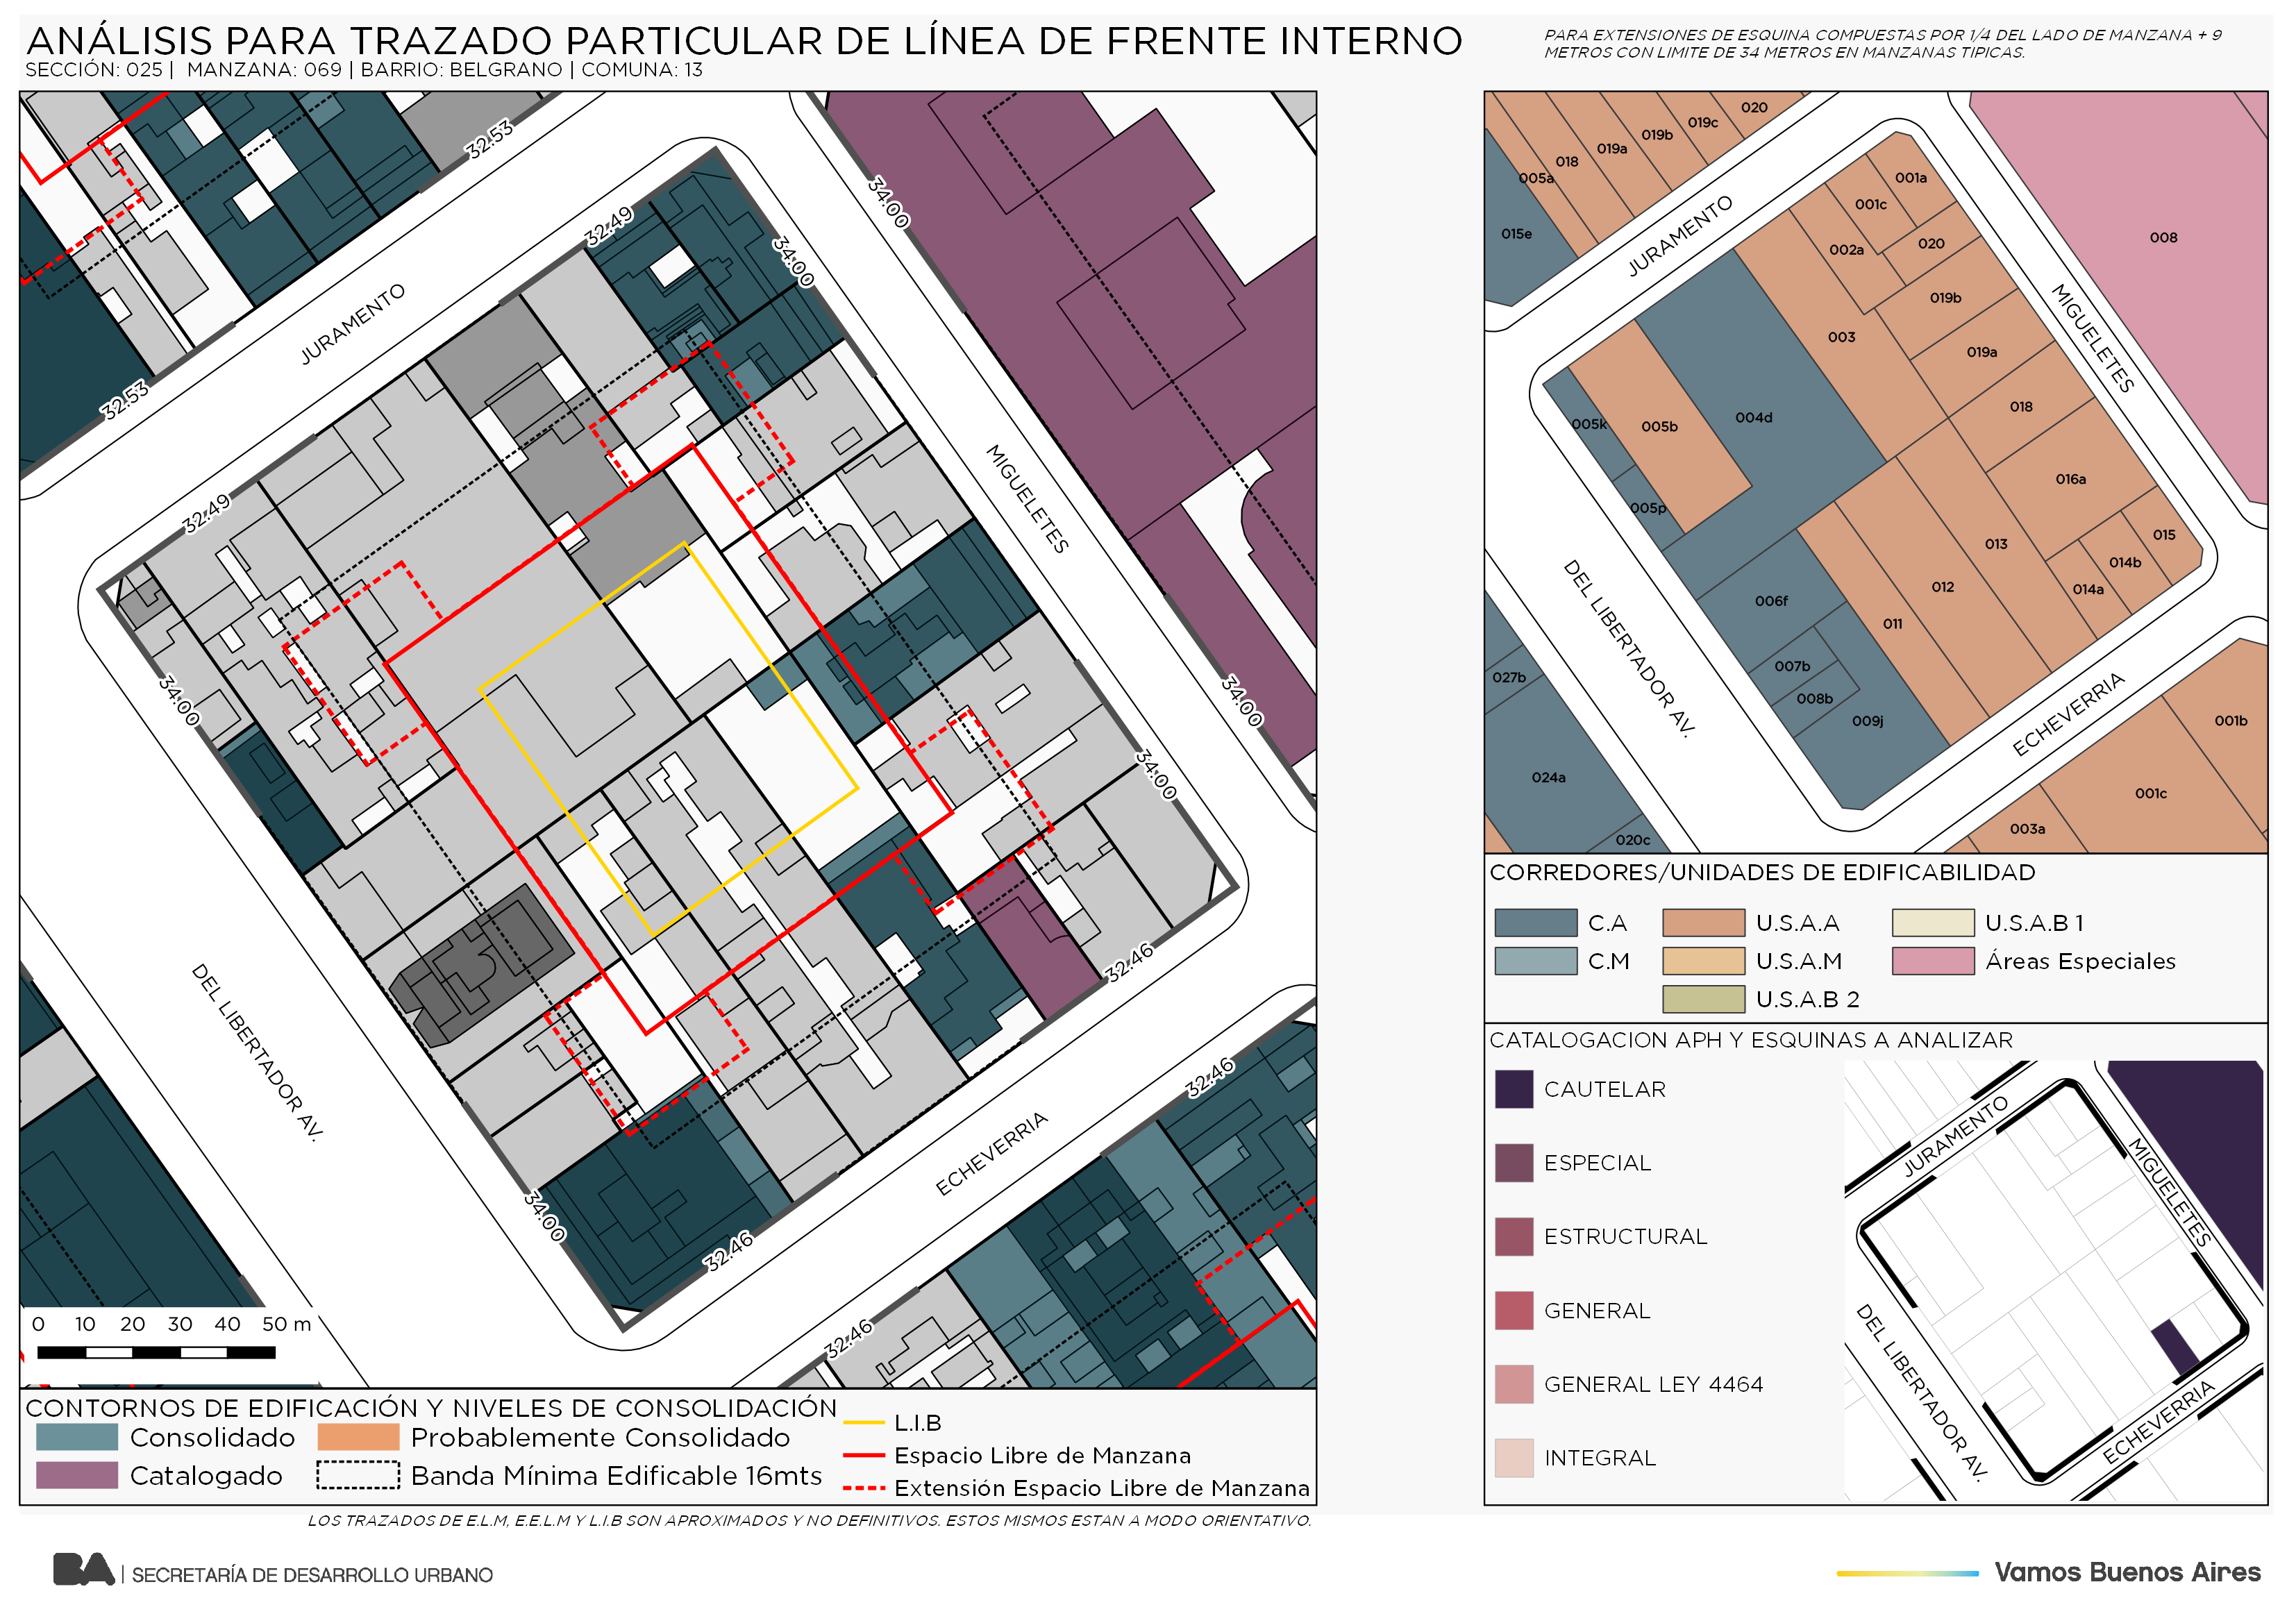 ANÁLISIS PARA TRAZADO PARTICULAR DE LÍNEA DE FRENTE INTERNO
SECCIÓN: 025 | MANZANA: 069 | BARRIO: BELGRANO | COMUNA: 13
PARA EXTENSIONES DE ESQUINA COMPUESTAS POR 1/4 DEL LADO DE MANZANA + 9
METROS CON LIMITE DE 34 METROS EN MANZANAS TIPICAS.
32.53
32.53
JURAMENTO
32.49
34.00
34.00
32.49
34.00
MIGUELETES
34.00
34.00
DEL LIBERTADOR AV.
34.00
32.46
32.46
ECHEVERRIA
32.46
32.46
0 10 20 30 40 50 m
CONTORNOS DE EDIFICACIÓN Y NIVELES DE CONSOLIDACIÓN
Consolidado
Probablemente Consolidado
Catalogado
Banda Mínima Edificable 16mts
L.I.B
Espacio Libre de Manzana
Extensión Espacio Libre de Manzana
LOS TRAZADOS DE E.L.M, E.E.L.M Y L.I.B SON APROXIMADOS Y NO DEFINITIVOS. ESTOS MISMOS ESTAN A MODO ORIENTATIVO.
020
019c
019b
019a
018
005a
015e
JURAMENTO
001a
001c
002a
020
019b
003
019a
018
016a
015
014b
014a
013
012
011
004d
005b
005k
005p
006f
007b
008b
009j
008
MIGUELETES
DEL LIBERTADOR AV.
ECHEVERRIA
027b
024a
020c
001b
001c
003a
CORREDORES/UNIDADES DE EDIFICABILIDAD
C.A
U.S.A.A
U.S.A.B 1
C.M
U.S.A.M
Áreas Especiales
U.S.A.B 2
CATALOGACION APH Y ESQUINAS A ANALIZAR
CAUTELAR
ESPECIAL
ESTRUCTURAL
GENERAL
GENERAL LEY 4464
INTEGRAL
JURAMENTO
MIGUELETES
DEL LIBERTADOR AV.
ECHEVERRIA
BA | SECRETARÍA DE DESARROLLO URBANO
Vamos Buenos Aires